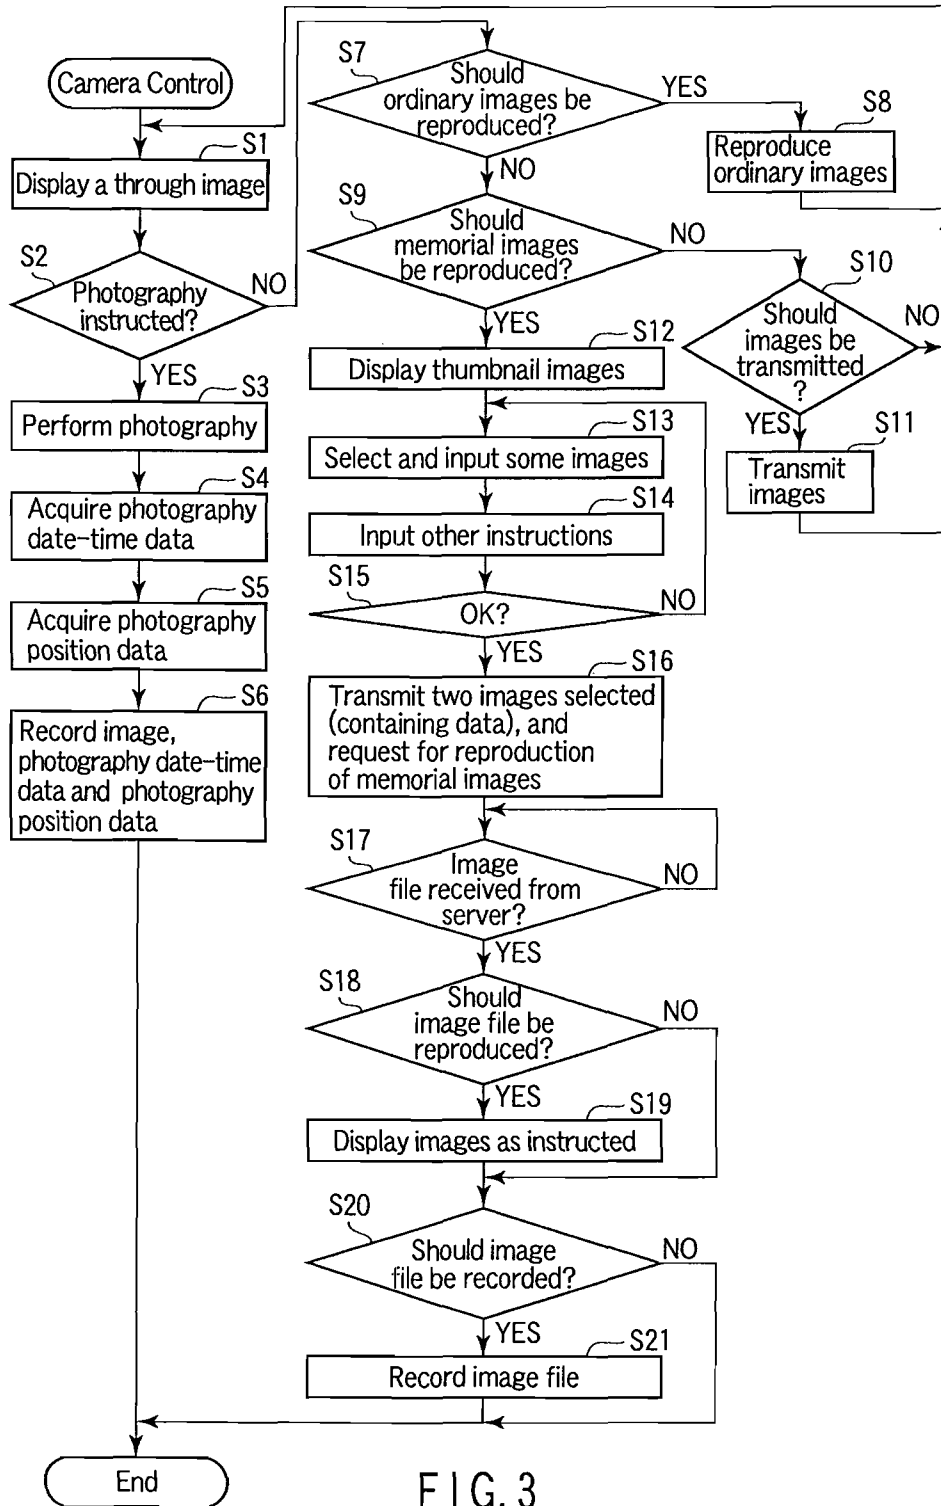 Camera Control
S1
Display a through image
S2
Photography
instructed?
NO
YES
S3
Perform photography
S4
Acquire photography
date-time data
S5
Acquire photography
position data
S6
Record image,
photography date-time
data and photography
position data
S7
Should
ordinary images be
reproduced?
YES
NO
S8
Reproduce
ordinary images
S9
Should
memorial images
be reproduced?
NO
YES
S10
Should
images be
transmitted
?
NO
YES
S11
Transmit
images
S12
Display thumbnail images
S13
Select and input some images
S14
Input other instructions
S15
OK?
NO
YES
S16
Transmit two images selected
(containing data), and
request for reproduction
of memorial images
S17
Image
file received from
server?
NO
YES
S18
Should
image file be
reproduced?
NO
YES
S19
Display images as instructed
S20
Should image
file be recorded?
NO
YES
S21
Record image file
End
FIG. 3